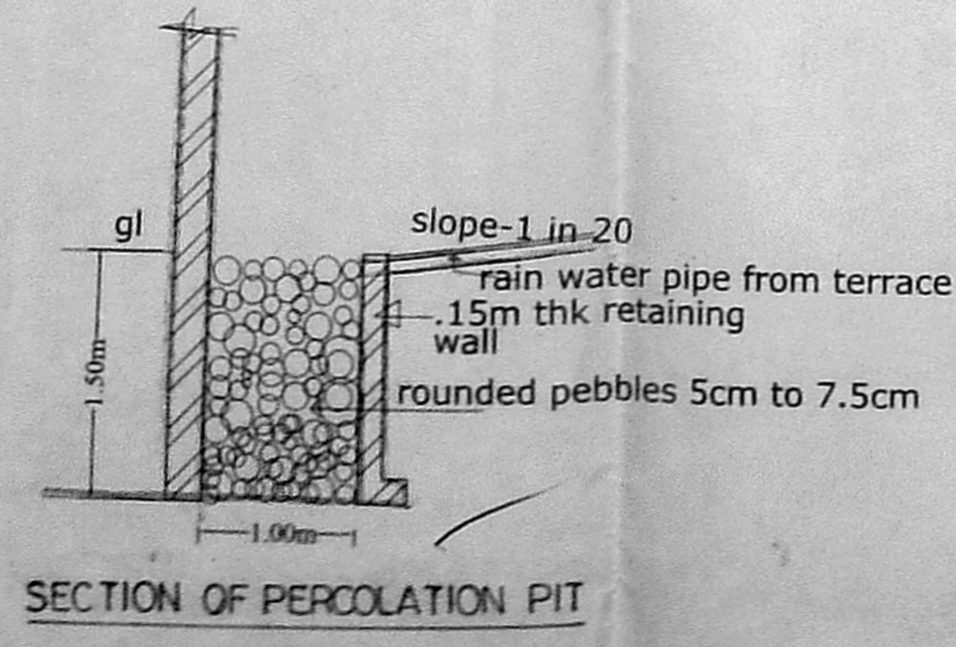 gl
slope-1 in 20
rain water pipe from terrace
.15m thk retaining
wall
1.50m
rounded pebbles 5cm to 7.5cm
1.00m
SECTION OF PERCOLATION PIT